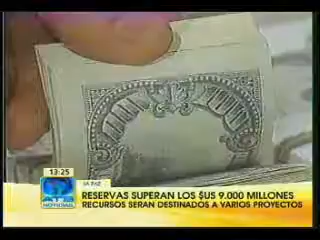 13:25
LA PAZ
NOTICIAS
RESERVAS SUPERAN LOS $US 9.000 MILLONES
RECURSOS SERAN DESTINADOS A VARIOS PROYECTOS